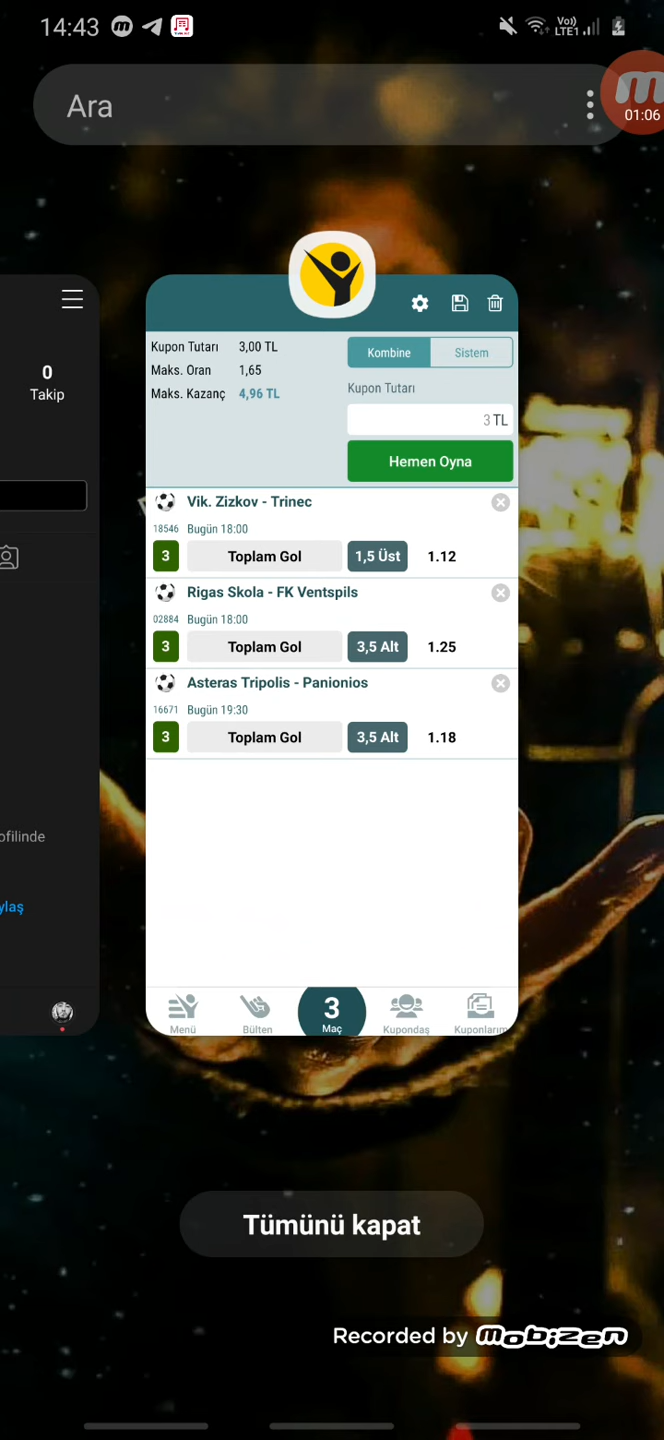 14:43
Vo)) LTE1
Ara
01:06
0
Takip
ofilinde
ylaş
Kupon Tutarı 3,00 TL
Maks. Oran 1,65
Maks. Kazanç 4,96 TL
Kombine Sistem
Kupon Tutarı
3 TL
Hemen Oyna
Vik. Zizkov - Trinec
18546 Bugün 18:00
3 Toplam Gol 1,5 Üst 1.12
Rigas Skola - FK Ventspils
02884 Bugün 18:00
3 Toplam Gol 3,5 Alt 1.25
Asteras Tripolis - Panionios
16671 Bugün 19:30
3 Toplam Gol 3,5 Alt 1.18
Menü Bülten 3 Maç Kupondaş Kuponlarım
Tümünü kapat
Recorded by mobizen